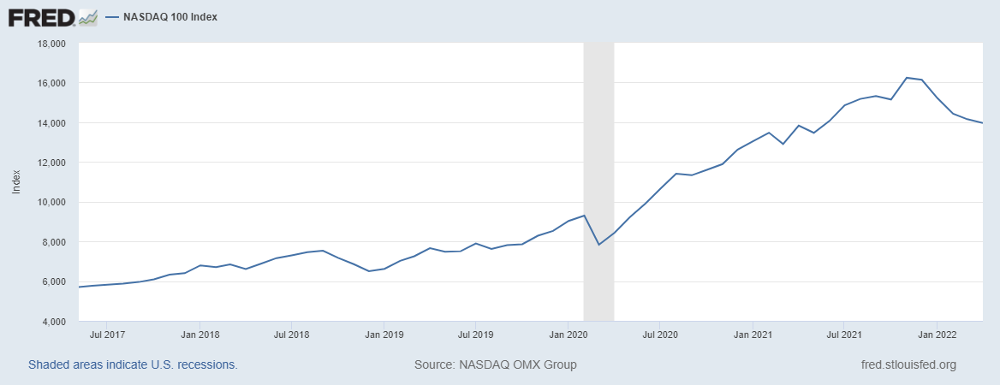 FRED
NASDAQ 100 Index
18,000
16,000
14,000
12,000
10,000
8,000
6,000
4,000
Index
Jul 2017
Jan 2018
Jul 2018
Jan 2019
Jul 2019
Jan 2020
Jul 2020
Jan 2021
Jul 2021
Jan 2022
Shaded areas indicate U.S. recessions.
Source: NASDAQ OMX Group
fred.stlouisfed.org